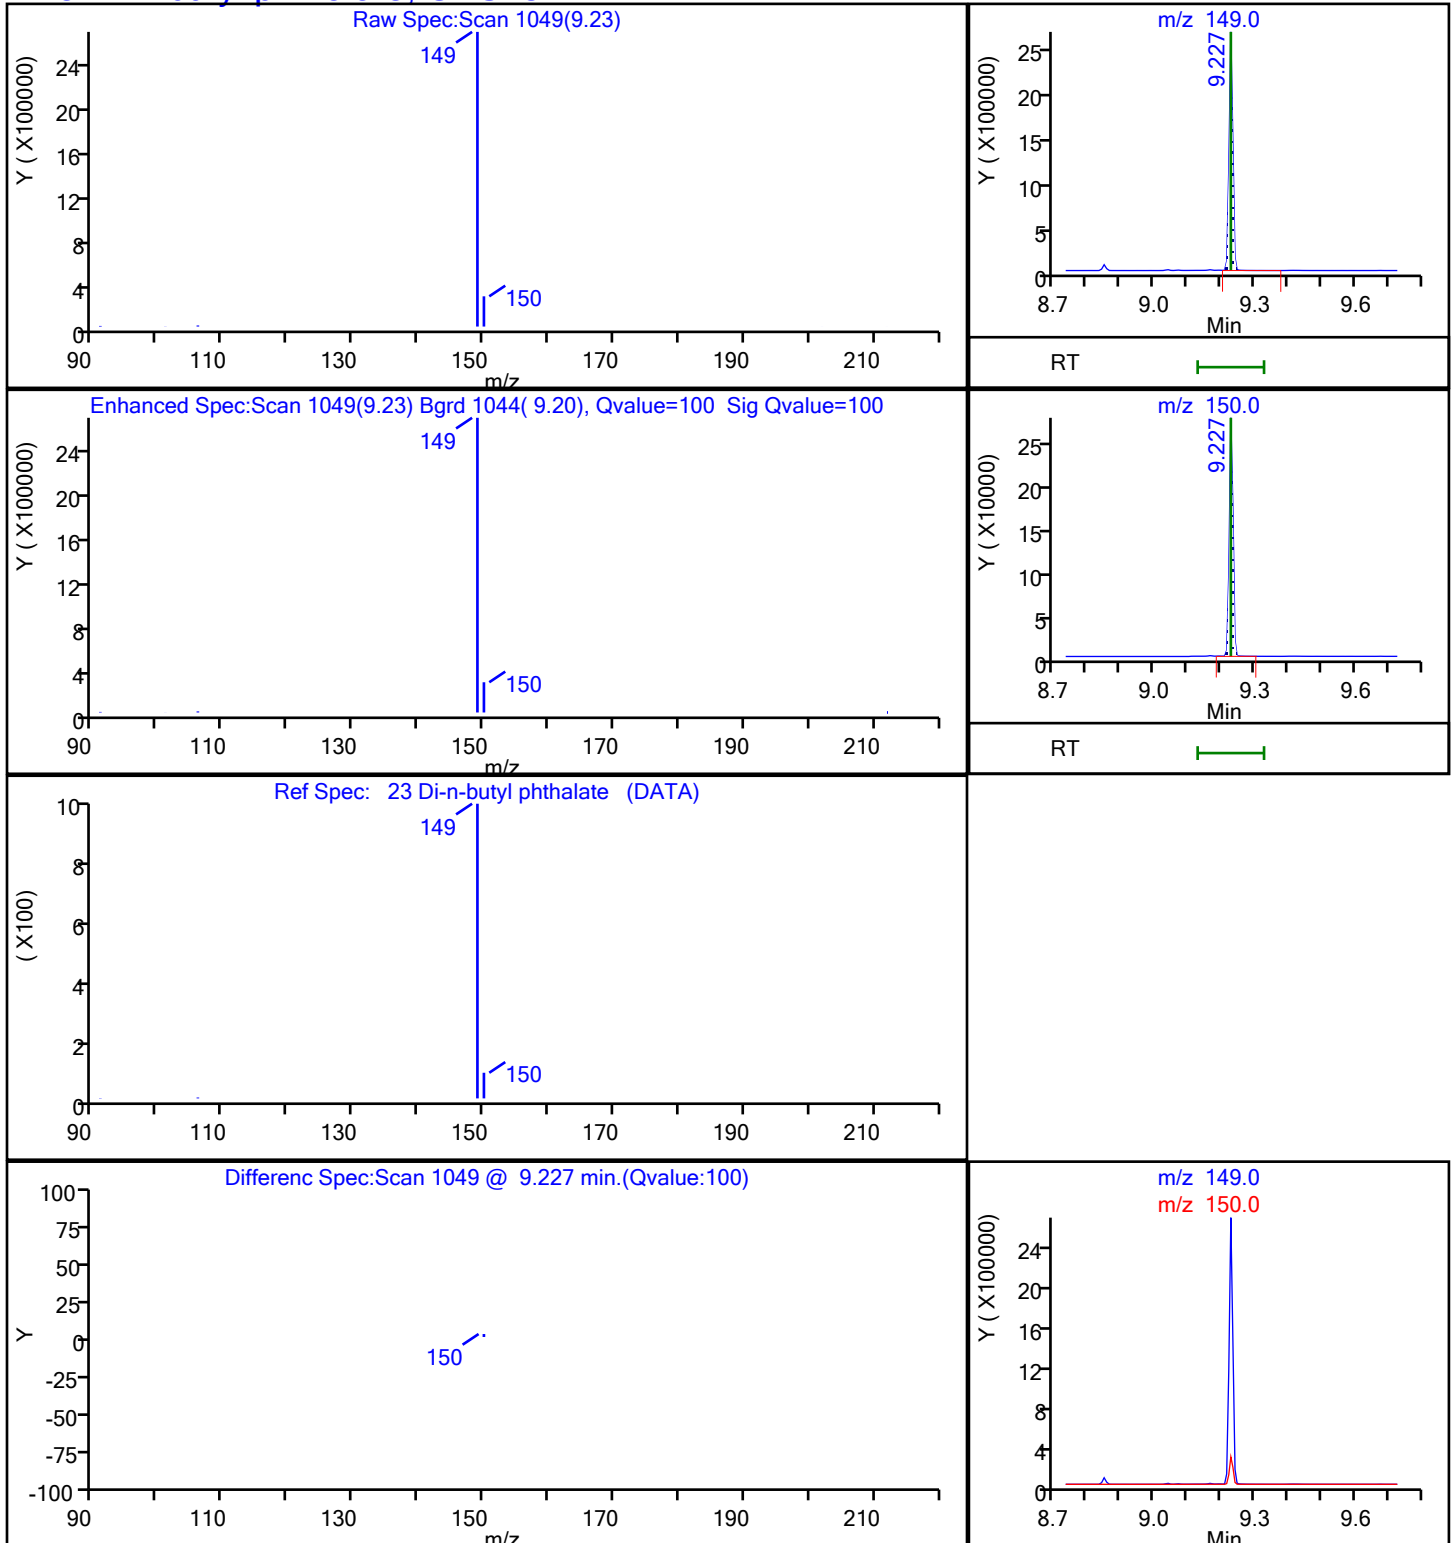 Raw Spec:Scan 1049(9.23)
Y ( X100000)
24
20
16
12
8
4
0
149
150
90 110 130 150 170 190 210
m/z
m/z 149.0
Y ( X100000)
25
20
15
10
5
0
9.227
8.7 9.0 9.3 9.6
Min
RT
Enhanced Spec:Scan 1049(9.23) Bgrd 1044( 9.20), Qvalue=100 Sig Qvalue=100
Y ( X100000)
24
20
16
12
8
4
0
149
150
90 110 130 150 170 190 210
m/z
m/z 150.0
Y ( X10000)
25
20
15
10
5
0
9.227
8.7 9.0 9.3 9.6
Min
RT
Ref Spec: 23 Di-n-butyl phthalate (DATA)
( X100)
10
8
6
4
2
0
149
150
90 110 130 150 170 190 210
Differenc Spec:Scan 1049 @ 9.227 min.(Qvalue:100)
Y
100
75
50
25
0
-25
-50
-75
-100
150
90 110 130 150 170 190 210
m/z
m/z 149.0
m/z 150.0
Y ( X100000)
24
20
16
12
8
4
0
8.7 9.0 9.3 9.6
Min